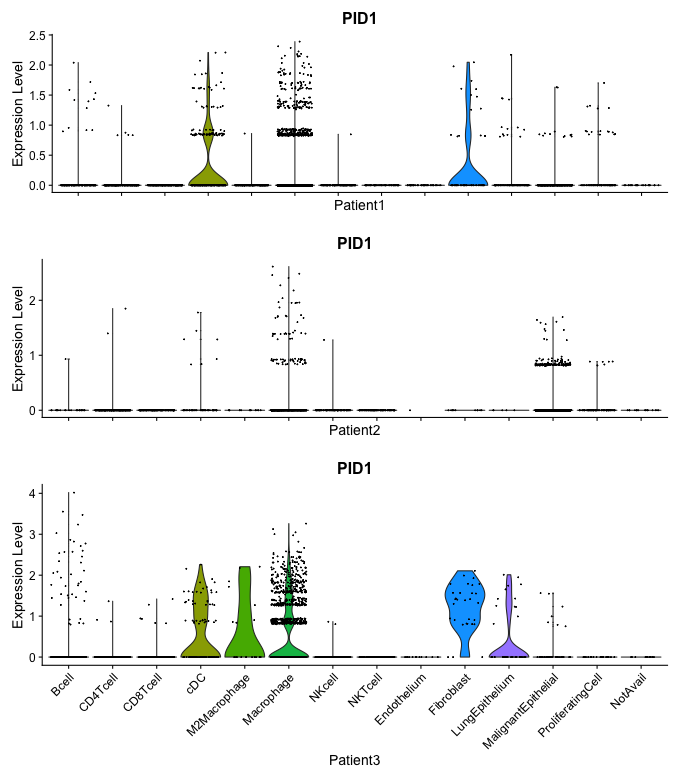 PID1
Expression Level
2.5
2.0
1.5
1.0
0.5
0.0
Patient1
PID1
Expression Level
2
1
0
Patient2
PID1
Expression Level
4
3
2
1
0
Bcell
CD4Tcell
CD8Tcell
cDC
M2Macrophage
Macrophage
NKcell
NKTcell
Endothelium
Fibroblast
LungEpithelium
MalignantEpithelial
ProliferatingCell
NotAvail
Patient3